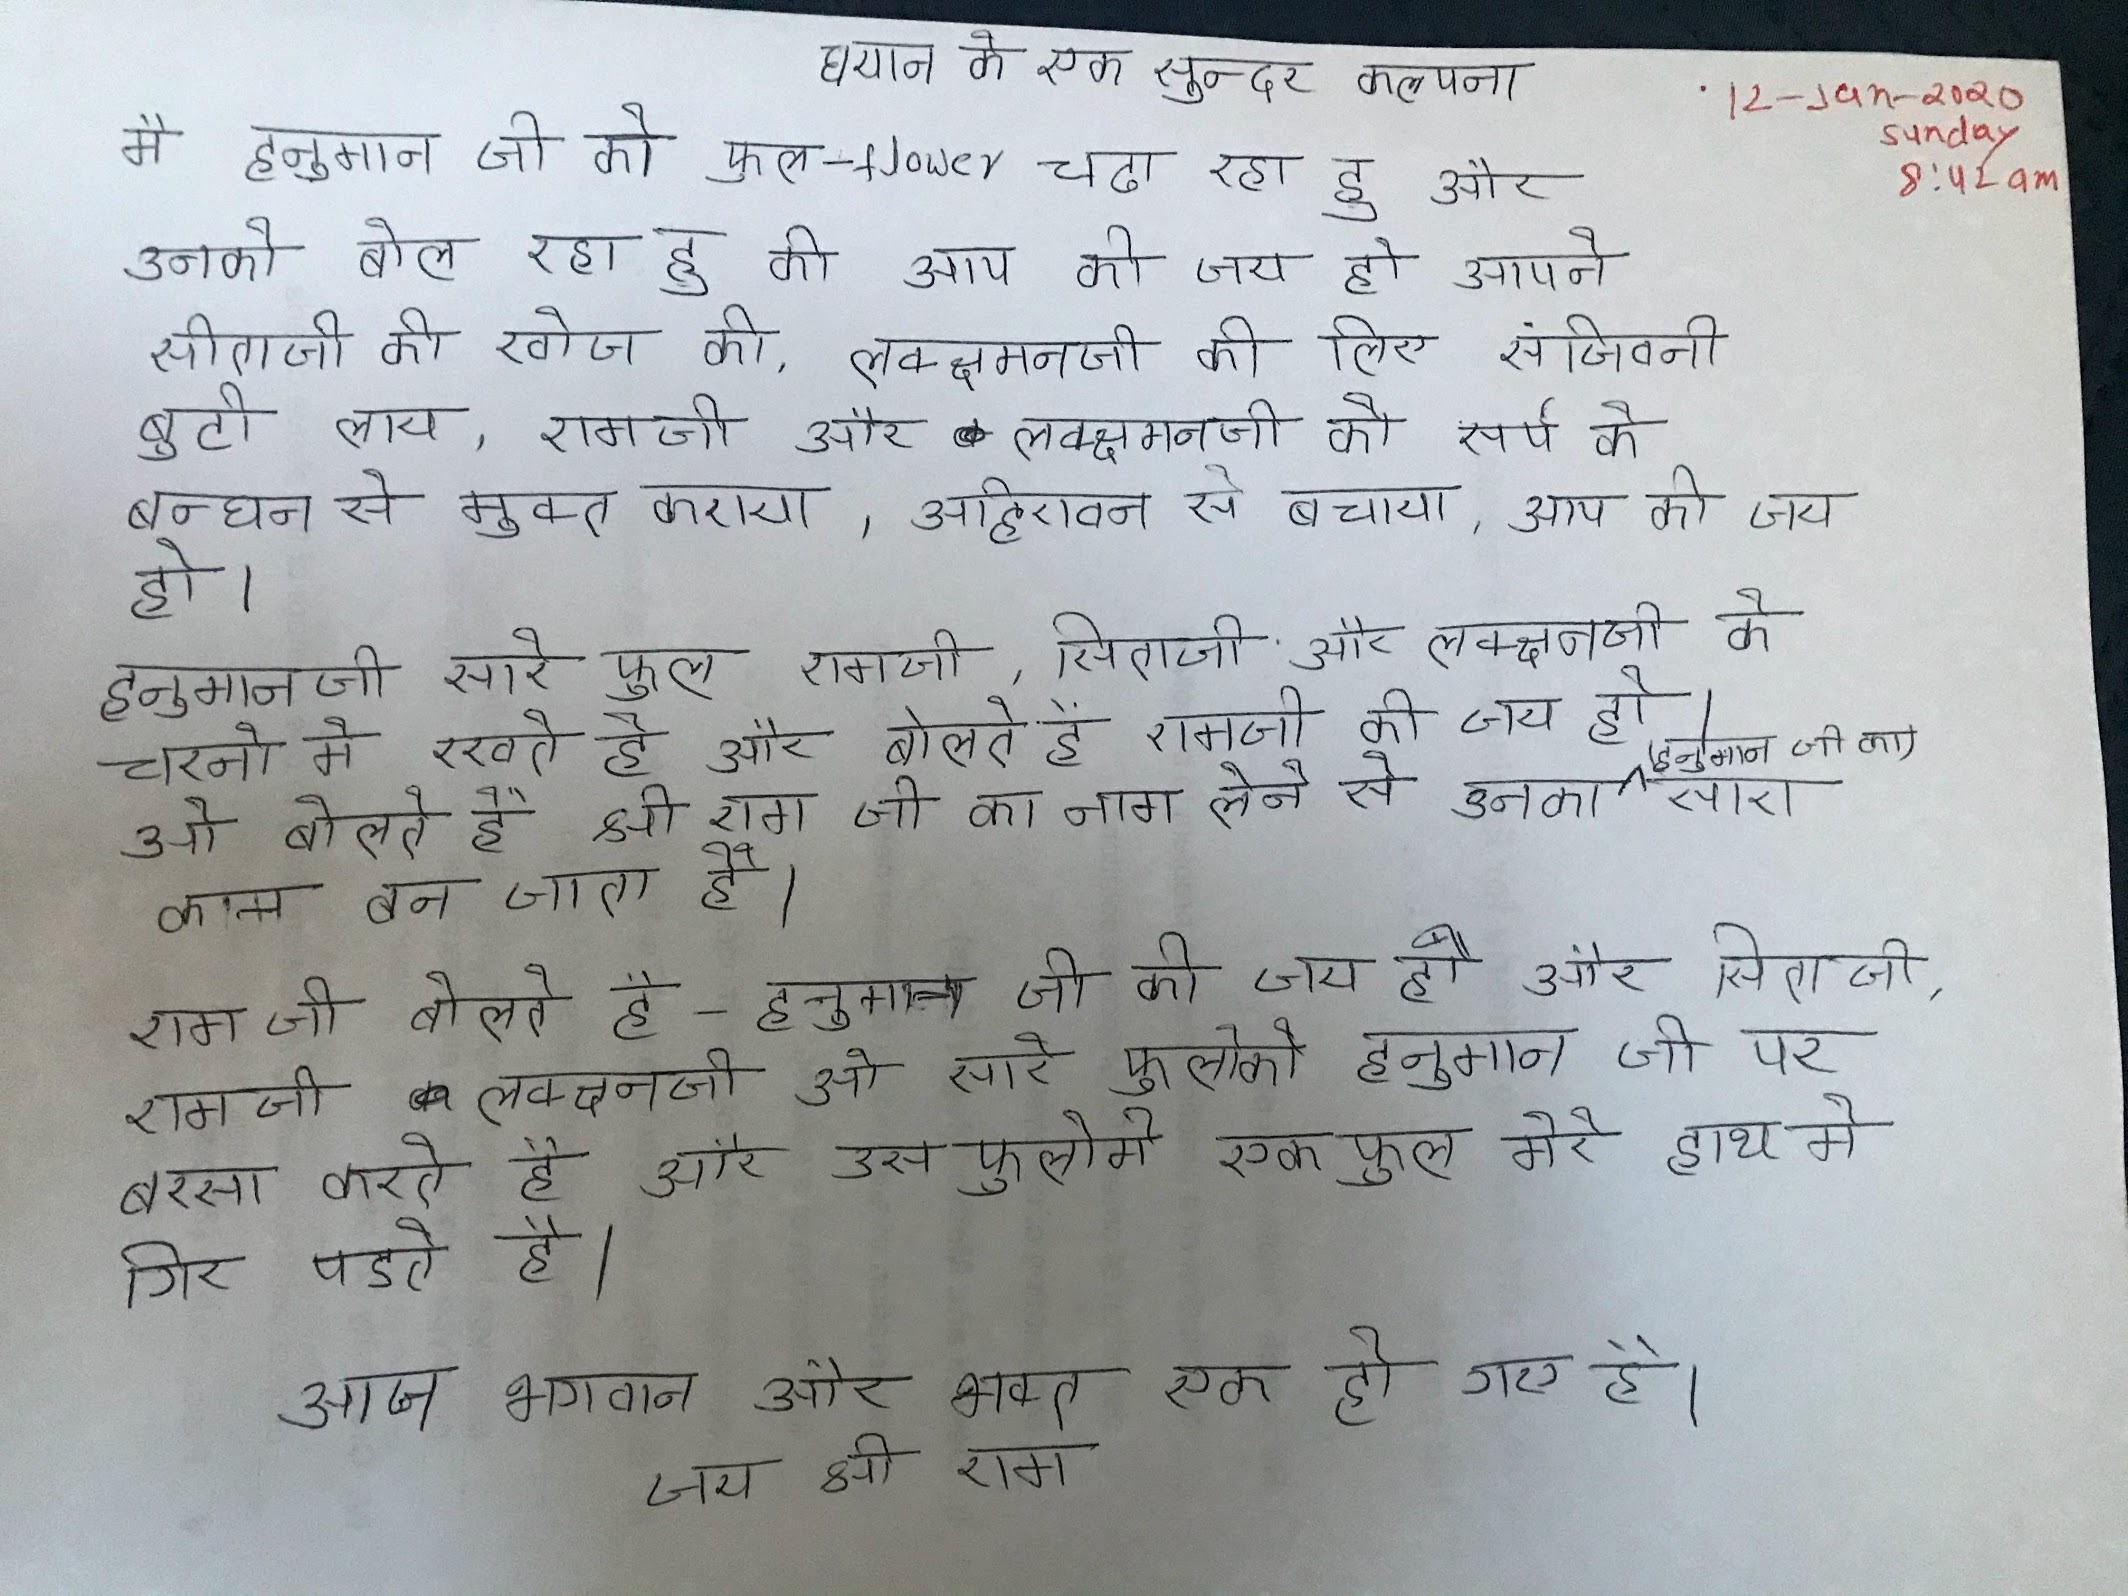 ध्यान के एक सुन्दर कल्पना
12-Jan-2020
sunday
8:42 am
मै हनुमान जी को फुल-flower चढा रहा हु और
उनको बोल रहा हु की आप की जय हो आपने
सीताजी की खोज की, लक्क्षमनजी की लिए संजिवनी
बुटी लाय, रामजी और लक्क्षमनजी को सर्प के
बन्धन से मुक्त कराया, अहिरावन से बचाया, आप की जय
हो।
हनुमानजी सारे फुल रामजी, सिताजी और लक्क्षनजी के
चरनो मे रखते है और बोलते हैं रामजी की जय हो।
ओ बोलते हैं श्री राम जी का नाम लेने से उनका (हनुमान जी का) सारा
काम बन जाता है।
राम जी बोलते है - हनुमान जी की जय हो और सिता जी,
रामजी लक्क्षनजी ओ सारे फुलोको हनुमान जी पर
बरसा करते हैं और उस फुलोमे एक फुल मेरे हाथ मे
गिर पडते हैं।
आज भगवान और भक्त एक हो गए हैं।
जय श्री राम